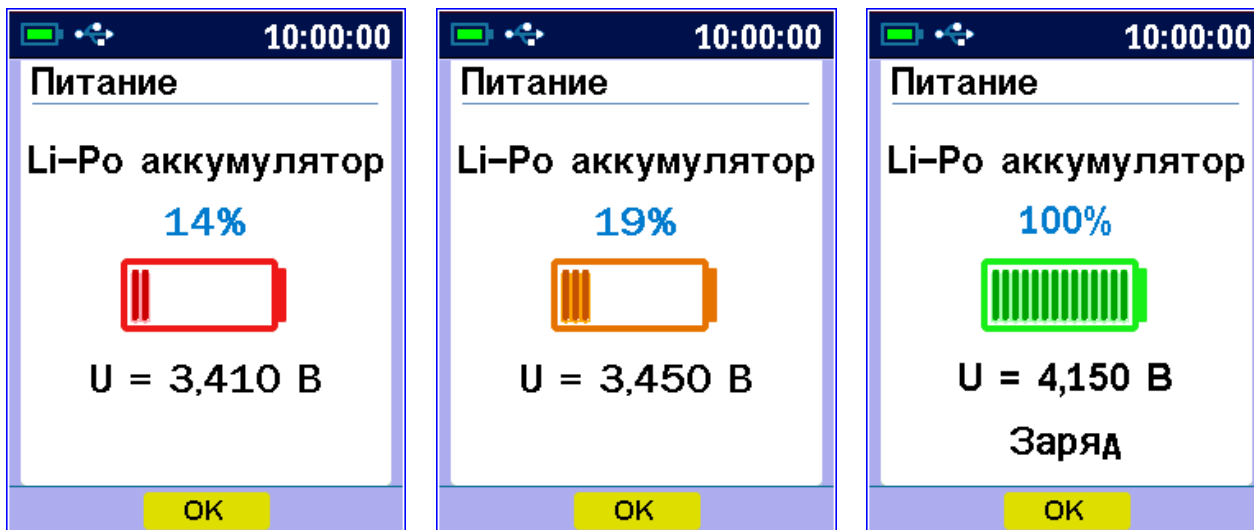 10:00:00
Питание
Li-Po аккумулятор
14%
U = 3,410 В
OK
10:00:00
Питание
Li-Po аккумулятор
19%
U = 3,450 В
OK
10:00:00
Питание
Li-Po аккумулятор
100%
U = 4,150 В
Заряд
OK